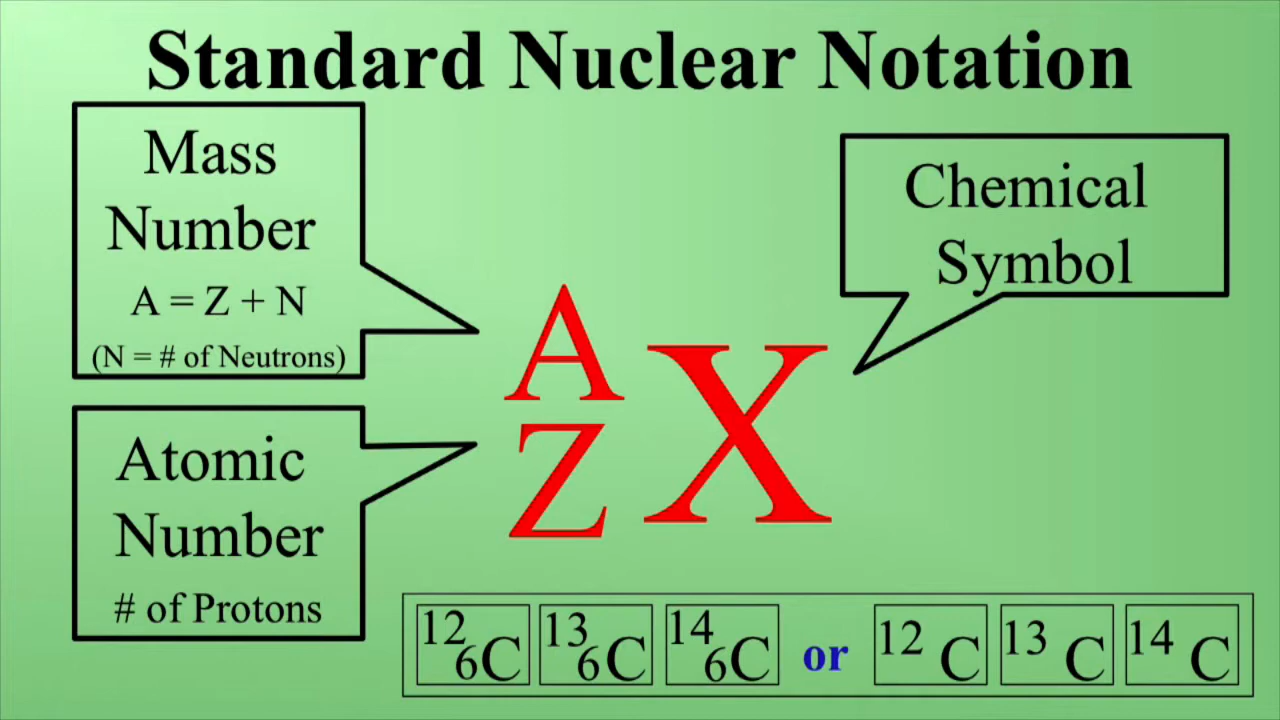 Standard Nuclear Notation
Mass
Number
A = Z + N
(N = # of Neutrons)
Chemical
Symbol
A
Z
X
Atomic
Number
# of Protons
12 6C 13 6C 14 6C or 12 C 13 C 14 C